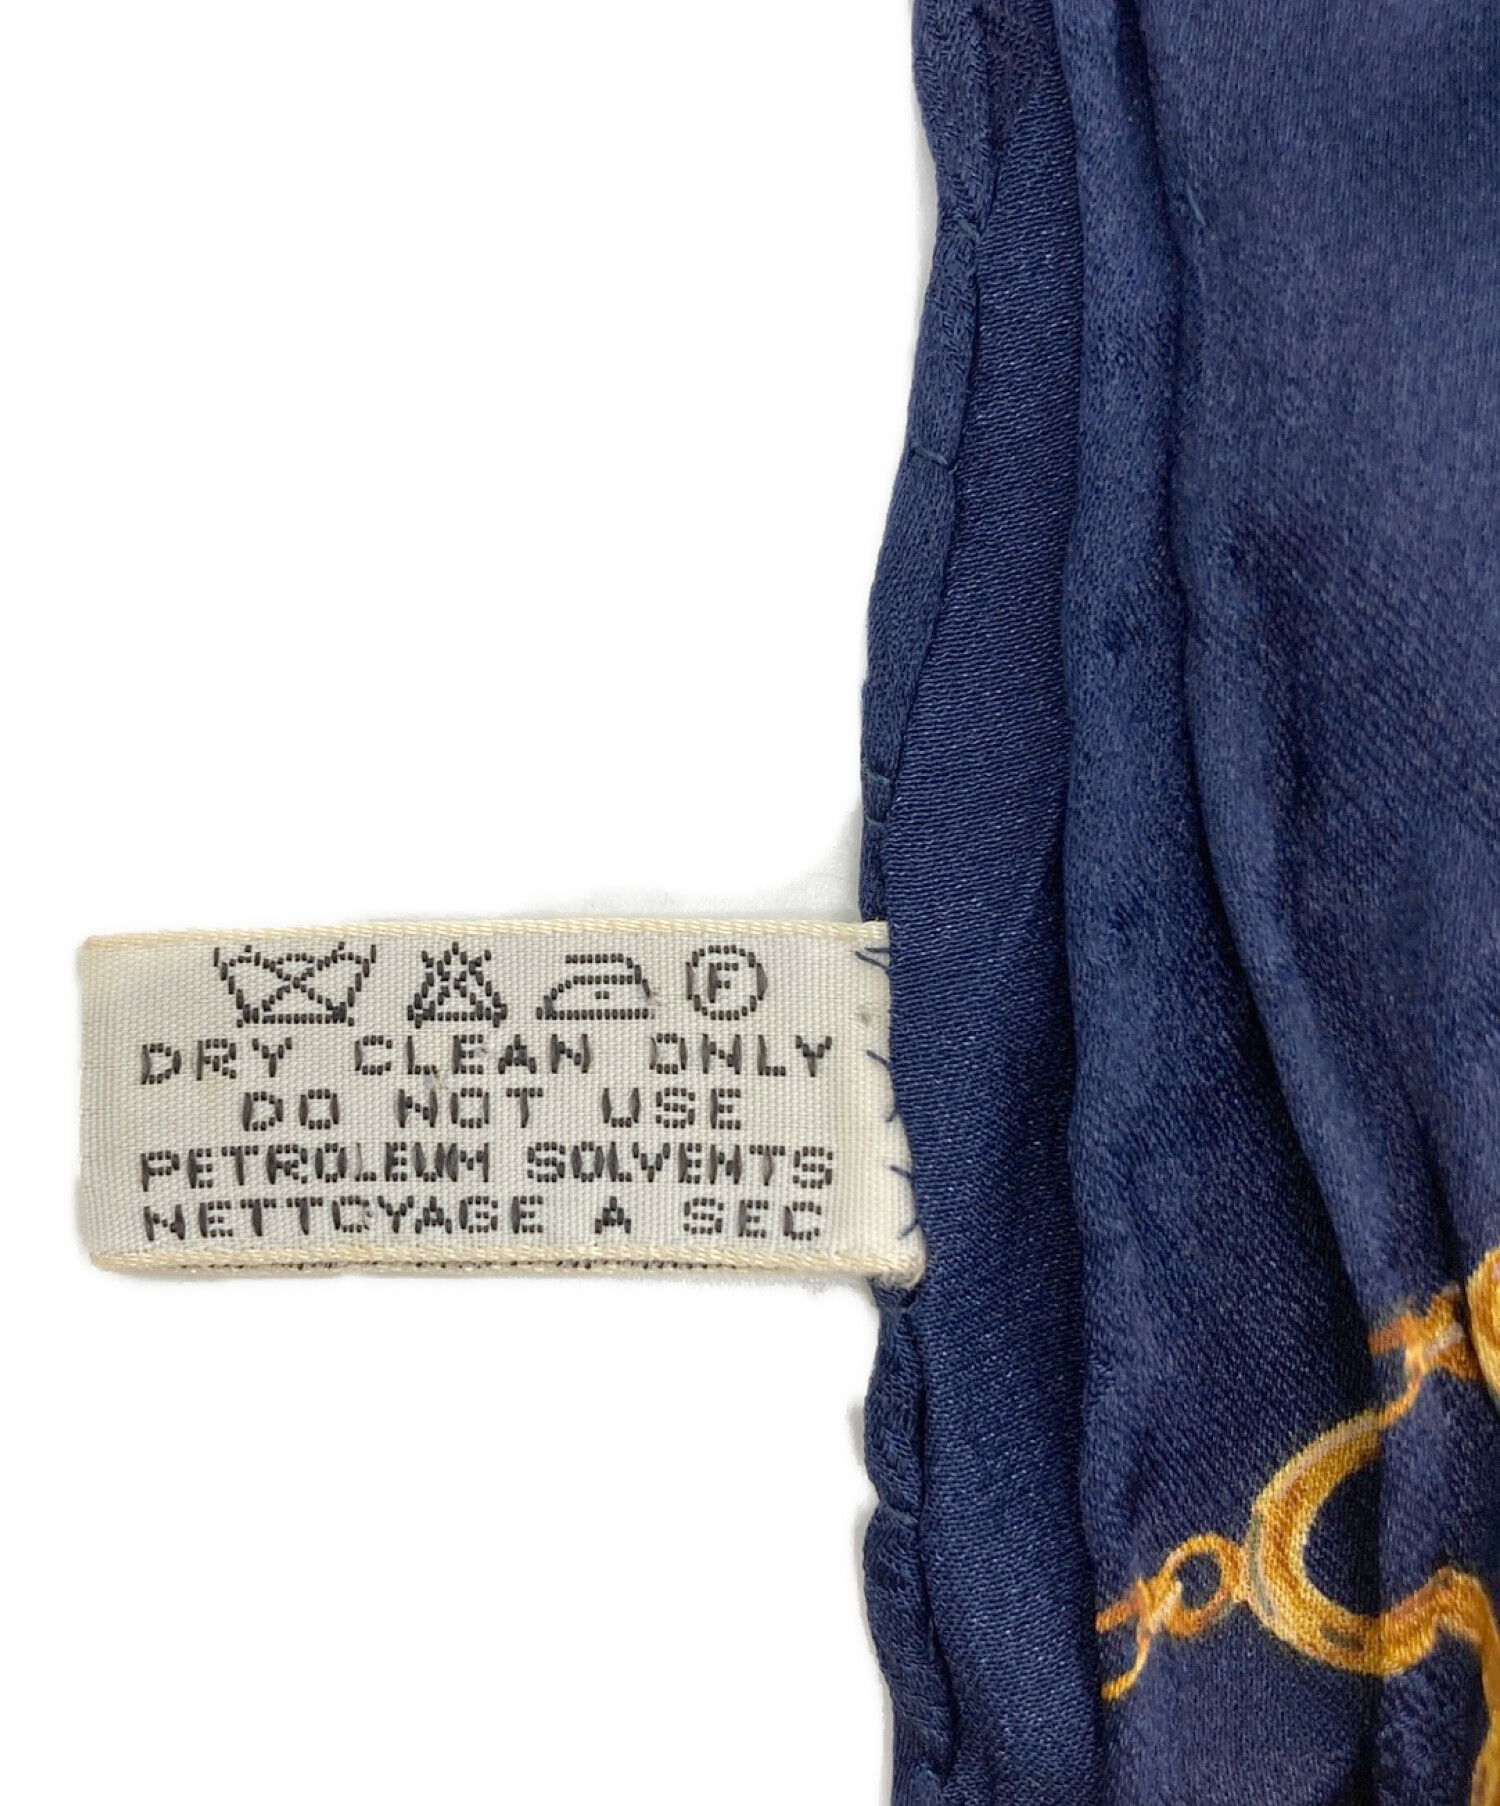 F
DRY CLEAN ONLY
DO NOT USE
PETROLEUM SOLVENTS
NETTOYAGE A SEC